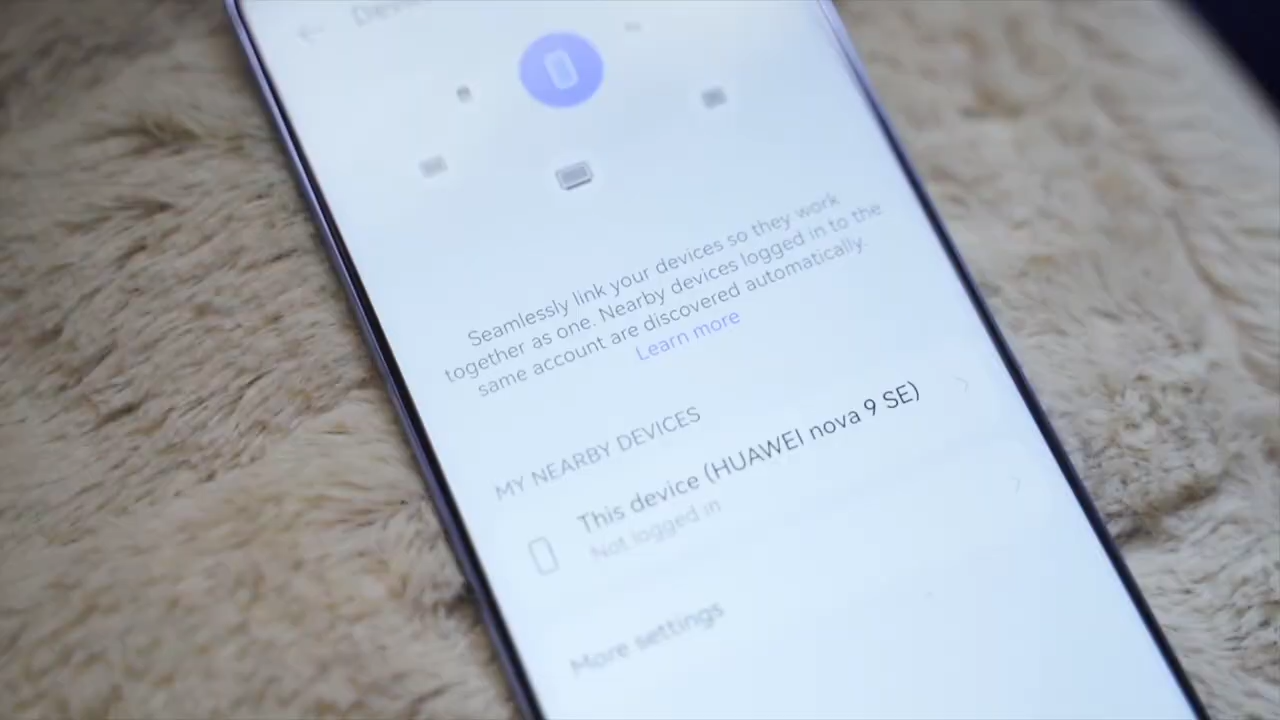 Seamlessly link your devices so they work
together as one. Nearby devices logged in to the
same account are discovered automatically.
Learn more
MY NEARBY DEVICES
This device (HUAWEI nova 9 SE)
Not logged in
More settings